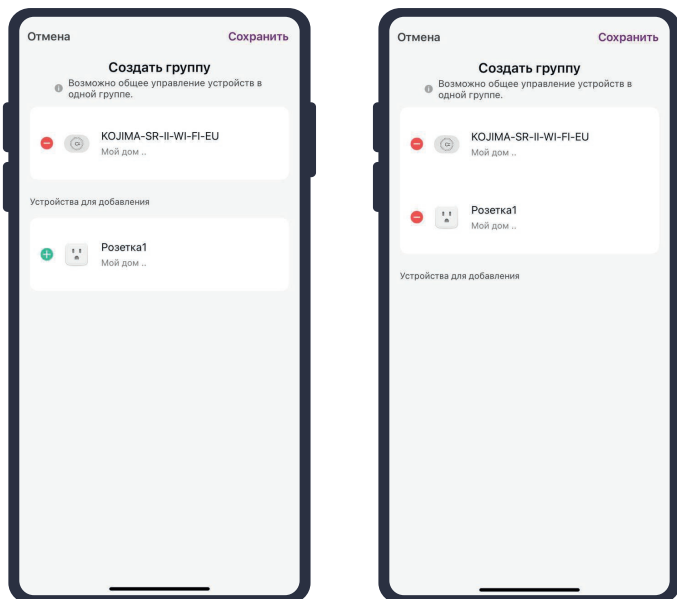 Отмена
Сохранить
Создать группу
Возможно общее управление устройств в
одной группе.
KOJIMA-SR-II-WI-FI-EU
Мой дом ..
Устройства для добавления
Розетка1
Мой дом ..
Отмена
Сохранить
Создать группу
Возможно общее управление устройств в
одной группе.
KOJIMA-SR-II-WI-FI-EU
Мой дом ..
Розетка1
Мой дом ..
Устройства для добавления